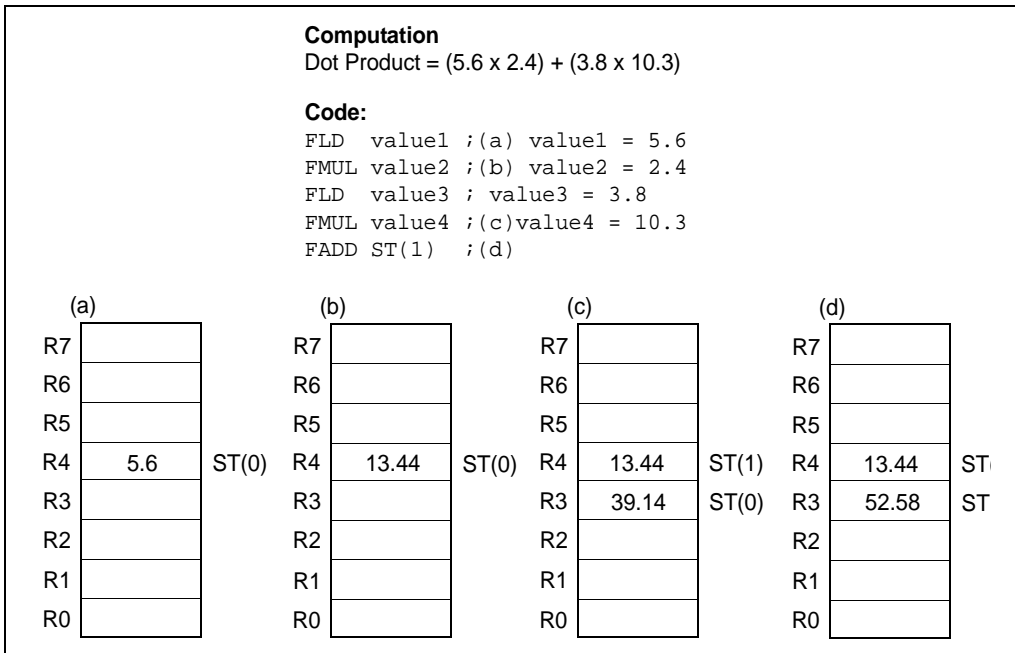 Computation
Dot Product = (5.6 x 2.4) + (3.8 x 10.3)
Code:
FLD value1 ;(a) value1 = 5.6
FMUL value2 ;(b) value2 = 2.4
FLD value3 ; value3 = 3.8
FMUL value4 ;(c)value4 = 10.3
FADD ST(1) ;(d)
(a) (b) (c) (d)
R7 R7 R7 R7
R6 R6 R6 R6
R5 R5 R5 R5
R4 5.6 ST(0) R4 13.44 ST(0) R4 13.44 ST(1) R4 13.44 ST(
R3 R3 R3 39.14 ST(0) R3 52.58 ST
R2 R2 R2 R2
R1 R1 R1 R1
R0 R0 R0 R0